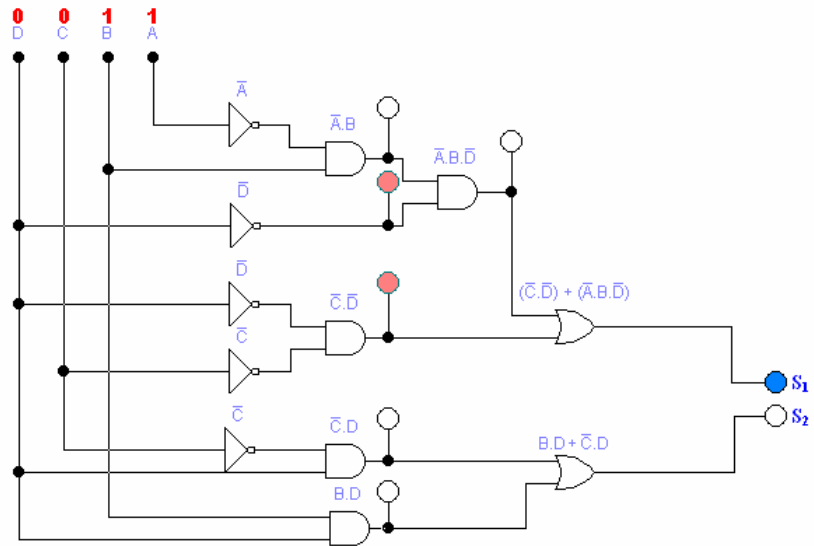 0 0 1 1
D C B A
A̅
A̅.B
A̅.B.D̅
D̅
D̅
C̅.D̅
(C̅.D̅) + (A̅.B.D̅)
C̅
S₁
S₂
C̅
C̅.D
B.D + C̅.D
B.D